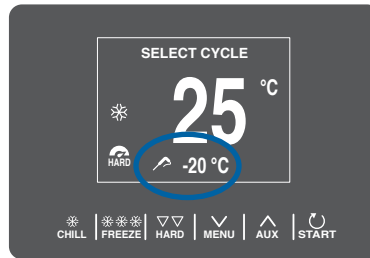 SELECT CYCLE
25 °C
HARD
-20 °C
CHILL FREEZE HARD MENU AUX START